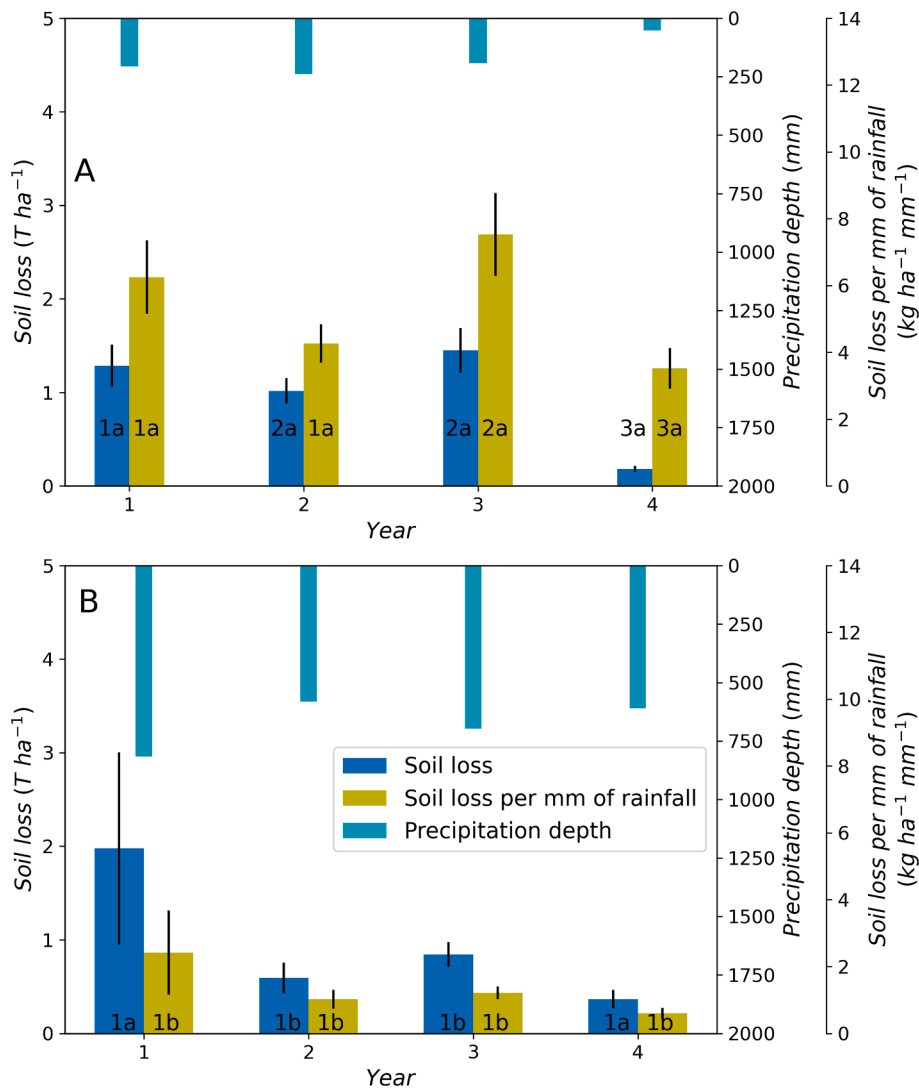 A
Soil loss (T ha⁻¹)
5
4
3
2
1
0
1a 1a
2a 1a
2a 2a
3a 3a
1 2 3 4
Year
0
250
500
750
1000
1250
1500
1750
2000
Precipitation depth (mm)
14
12
10
8
6
4
2
0
Soil loss per mm of rainfall
(kg ha⁻¹ mm⁻¹)
B
Soil loss (T ha⁻¹)
5
4
3
2
1
0
Soil loss
Soil loss per mm of rainfall
Precipitation depth
1a 1b
1b 1b
1b 1b
1a 1b
1 2 3 4
Year
0
250
500
750
1000
1250
1500
1750
2000
Precipitation depth (mm)
14
12
10
8
6
4
2
0
Soil loss per mm of rainfall
(kg ha⁻¹ mm⁻¹)